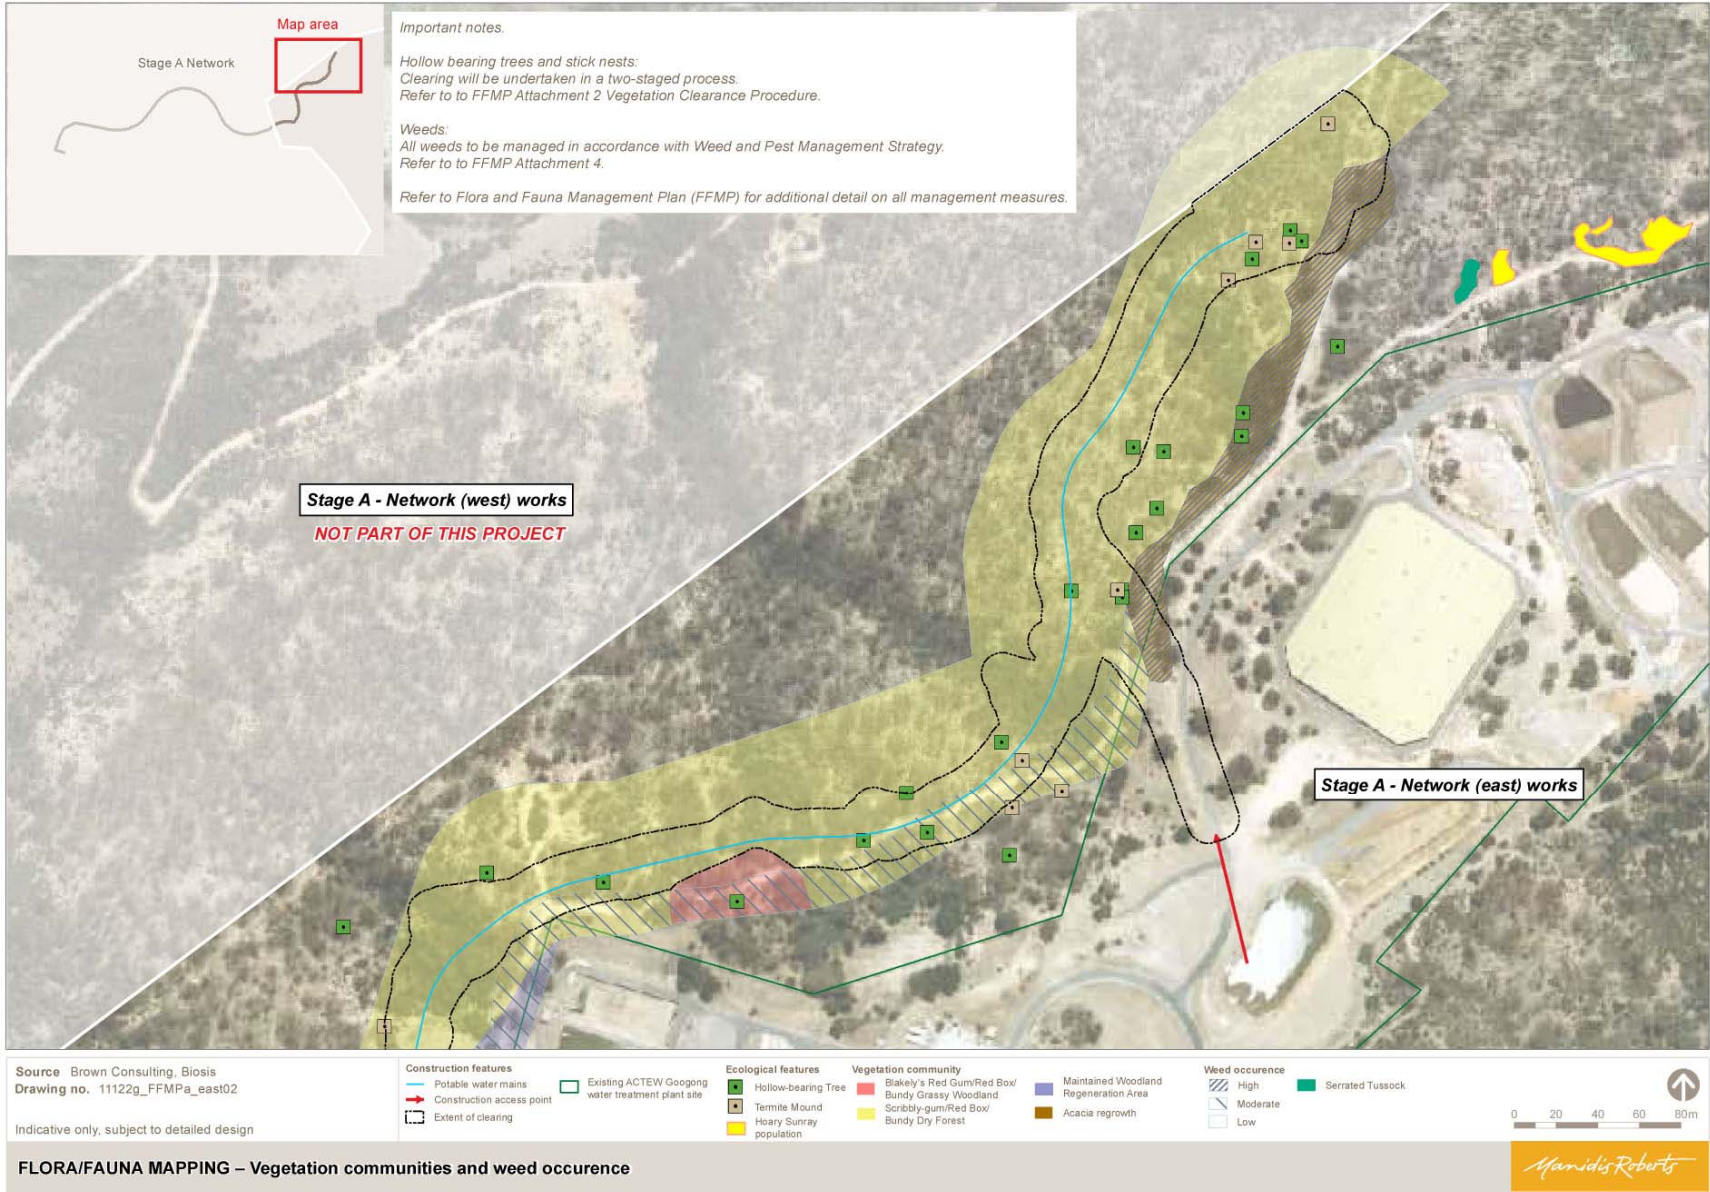 Map area
Stage A Network
Important notes.
Hollow bearing trees and stick nests:
Clearing will be undertaken in a two-staged process.
Refer to to FFMP Attachment 2 Vegetation Clearance Procedure.
Weeds:
All weeds to be managed in accordance with Weed and Pest Management Strategy.
Refer to to FFMP Attachment 4.
Refer to Flora and Fauna Management Plan (FFMP) for additional detail on all management measures.
Stage A - Network (west) works
NOT PART OF THIS PROJECT
Stage A - Network (east) works
Source Brown Consulting, Biosis
Drawing no. 11122g_FFMPa_east02
Indicative only, subject to detailed design
Construction features
Potable water mains
Construction access point
Extent of clearing
Existing ACTEW Googong
water treatment plant site
Ecological features
Hollow-bearing Tree
Termite Mound
Hoary Sunray
population
Vegetation community
Blakely's Red Gum/Red Box/
Bundy Grassy Woodland
Scribbly-gum/Red Box/
Bundy Dry Forest
Maintained Woodland
Regeneration Area
Acacia regrowth
Weed occurence
High
Moderate
Low
Serrated Tussock
0 20 40 60 80m
FLORA/FAUNA MAPPING – Vegetation communities and weed occurence
Manidis Roberts